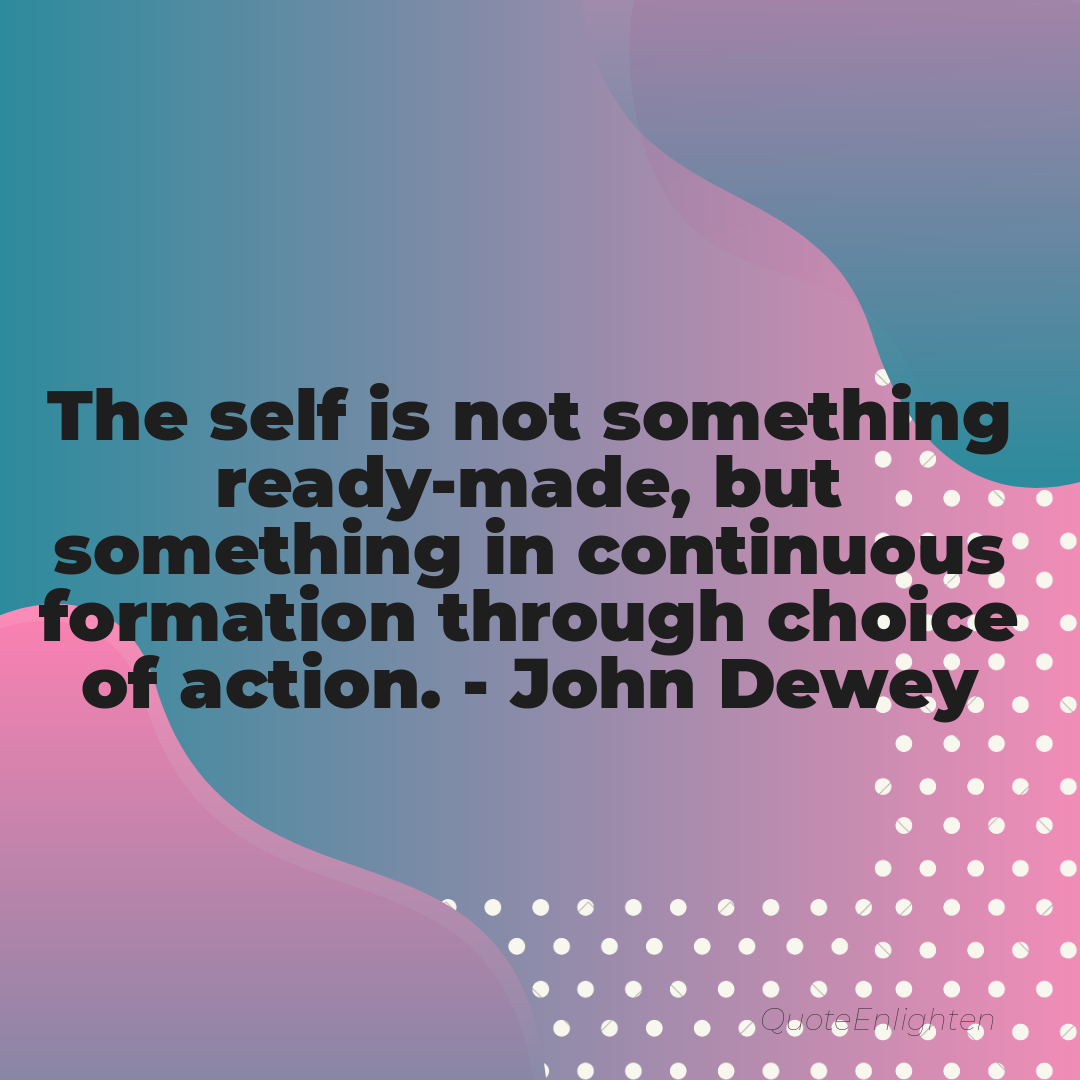 The self is not something
ready-made, but
something in continuous
formation through choice
of action. - John Dewey
QuoteEnlighten